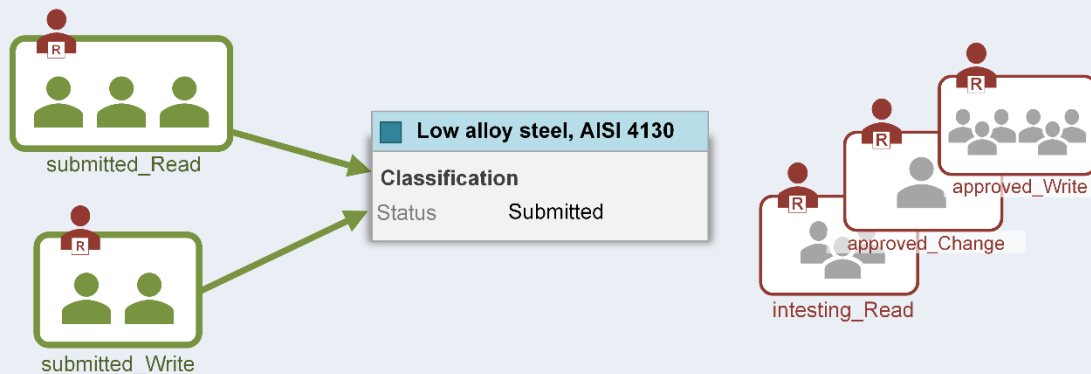 R
submitted_Read
R
submitted_Write
Low alloy steel, AISI 4130
Classification
Status Submitted
R
approved_Write
R
approved_Change
R
intesting_Read